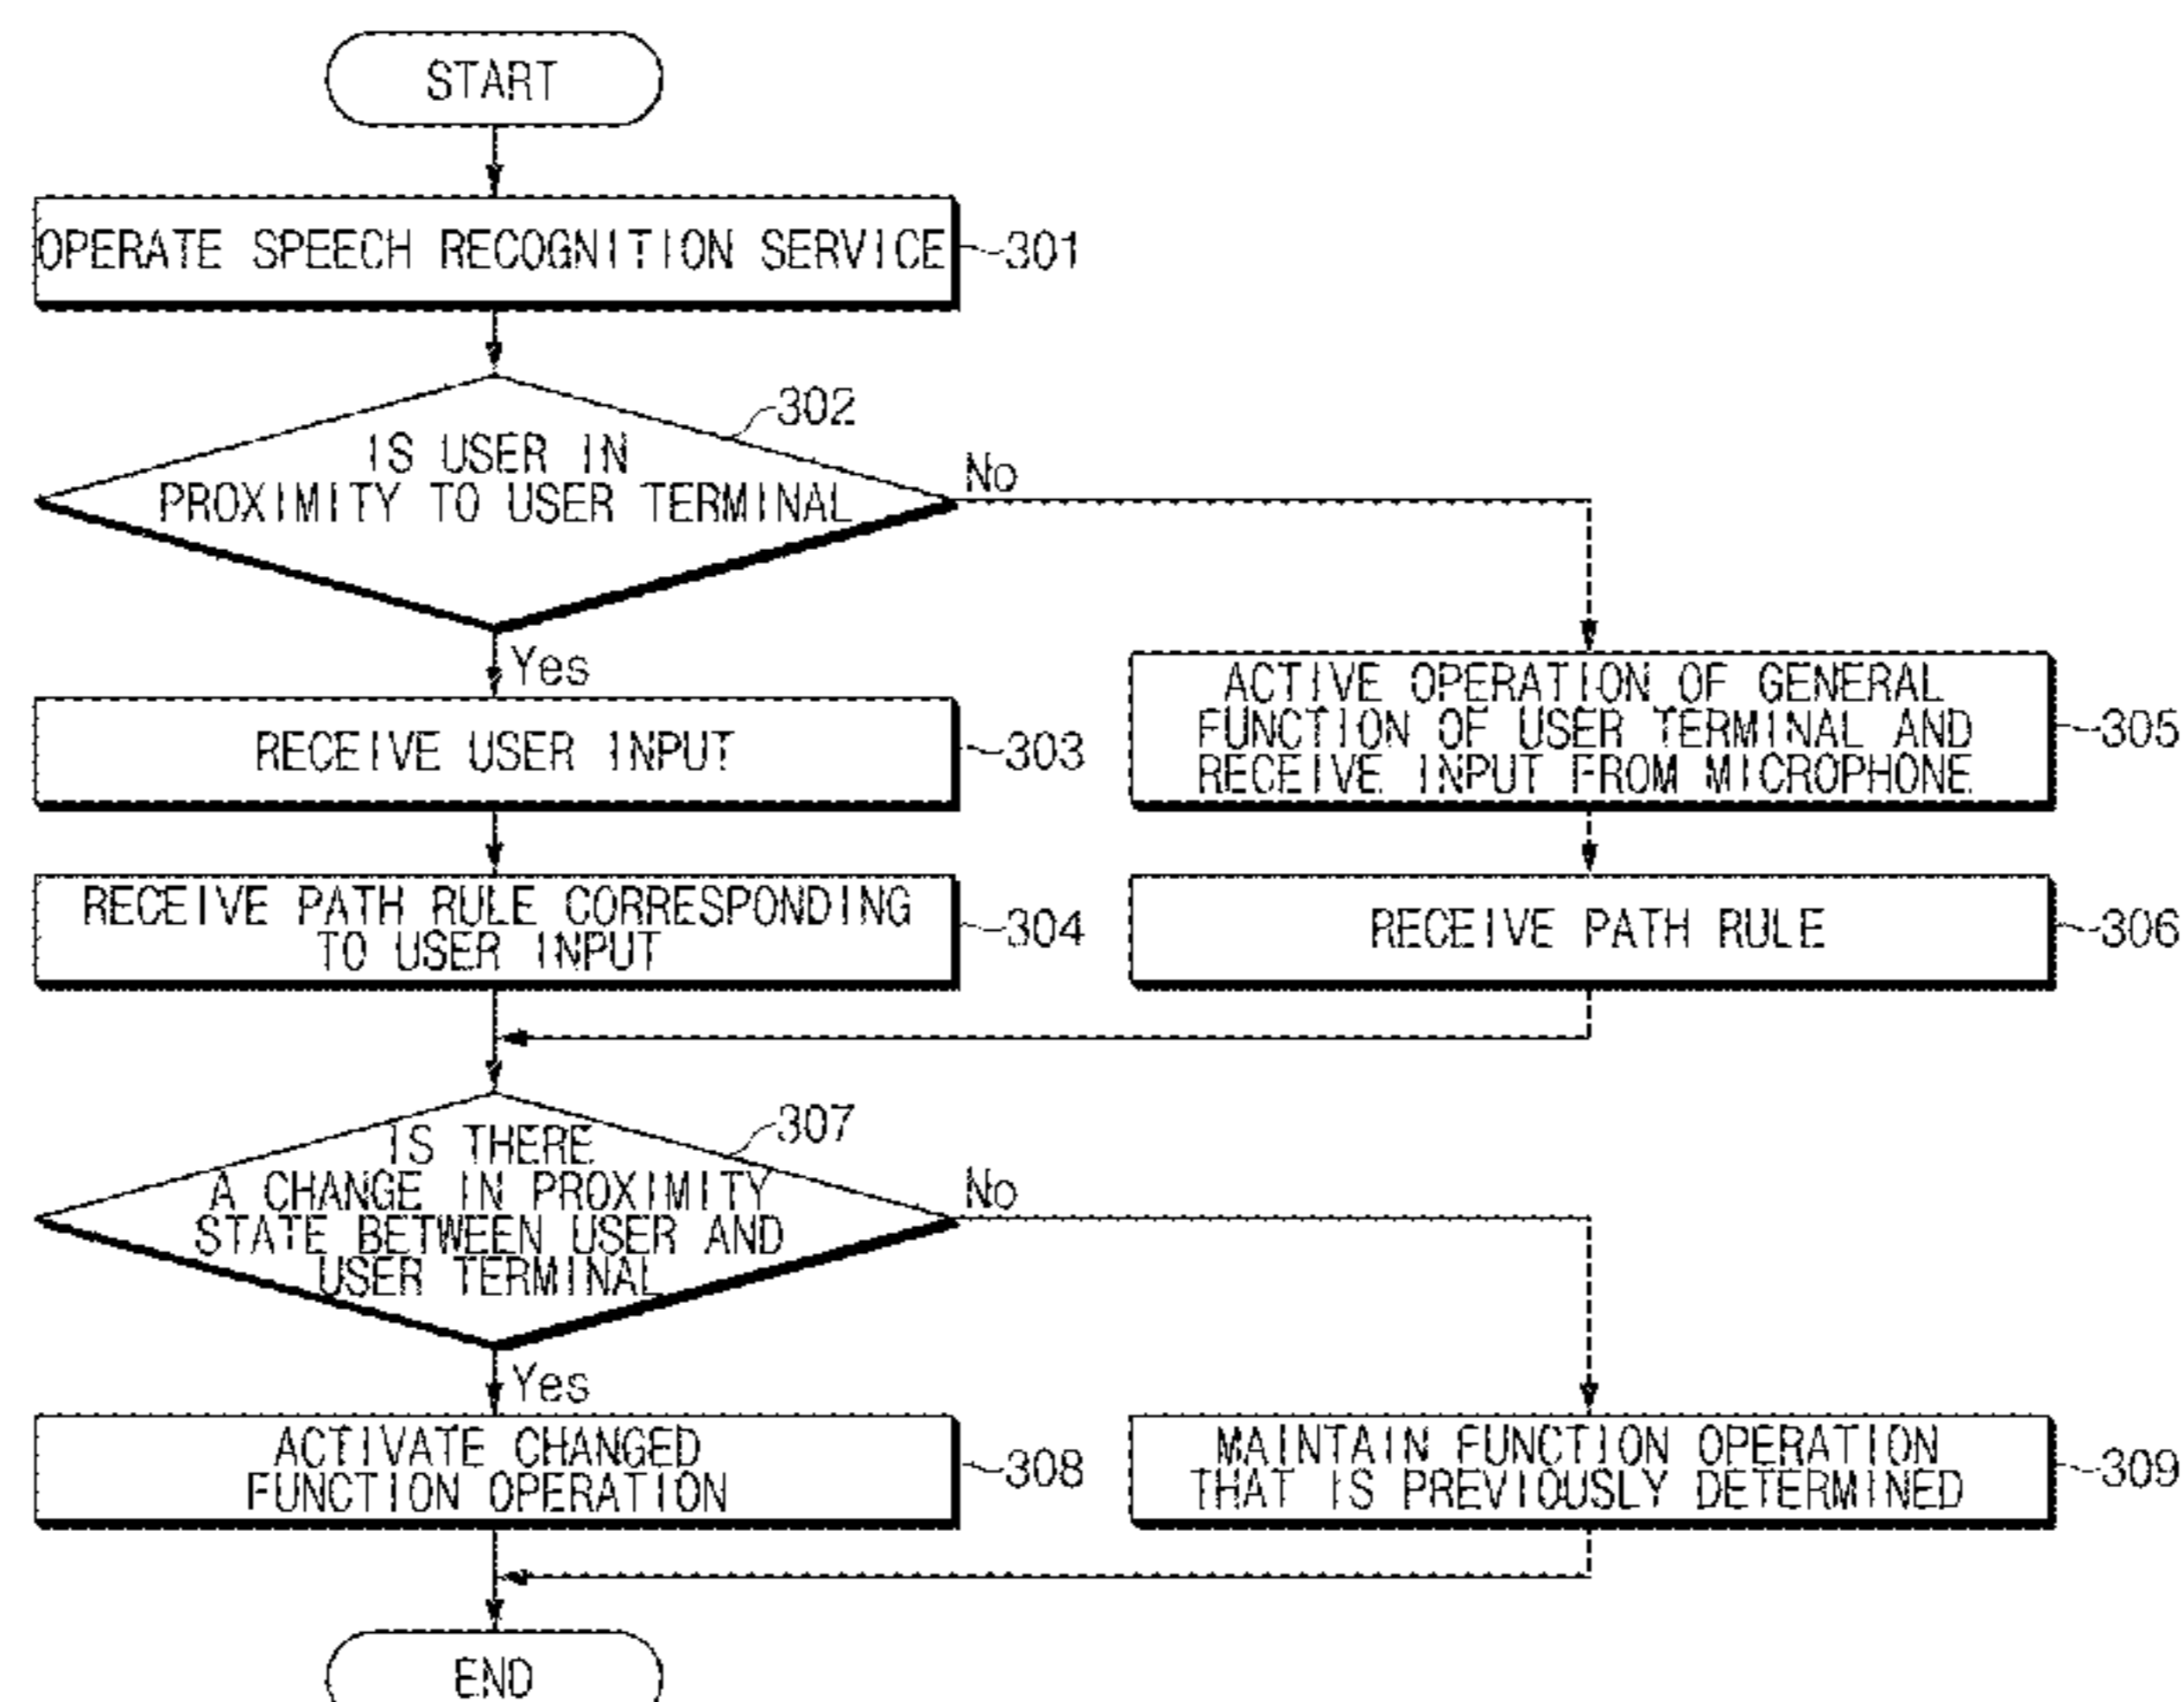 START
OPERATE SPEECH RECOGNITION SERVICE
301
302
IS USER IN
PROXIMITY TO USER TERMINAL
No
Yes
RECEIVE USER INPUT
303
ACTIVE OPERATION OF GENERAL
FUNCTION OF USER TERMINAL AND
RECEIVE INPUT FROM MICROPHONE
305
RECEIVE PATH RULE CORRESPONDING
TO USER INPUT
304
RECEIVE PATH RULE
306
307
IS THERE
A CHANGE IN PROXIMITY
STATE BETWEEN USER AND
USER TERMINAL
No
Yes
ACTIVATE CHANGED
FUNCTION OPERATION
308
MAINTAIN FUNCTION OPERATION
THAT IS PREVIOUSLY DETERMINED
309
END